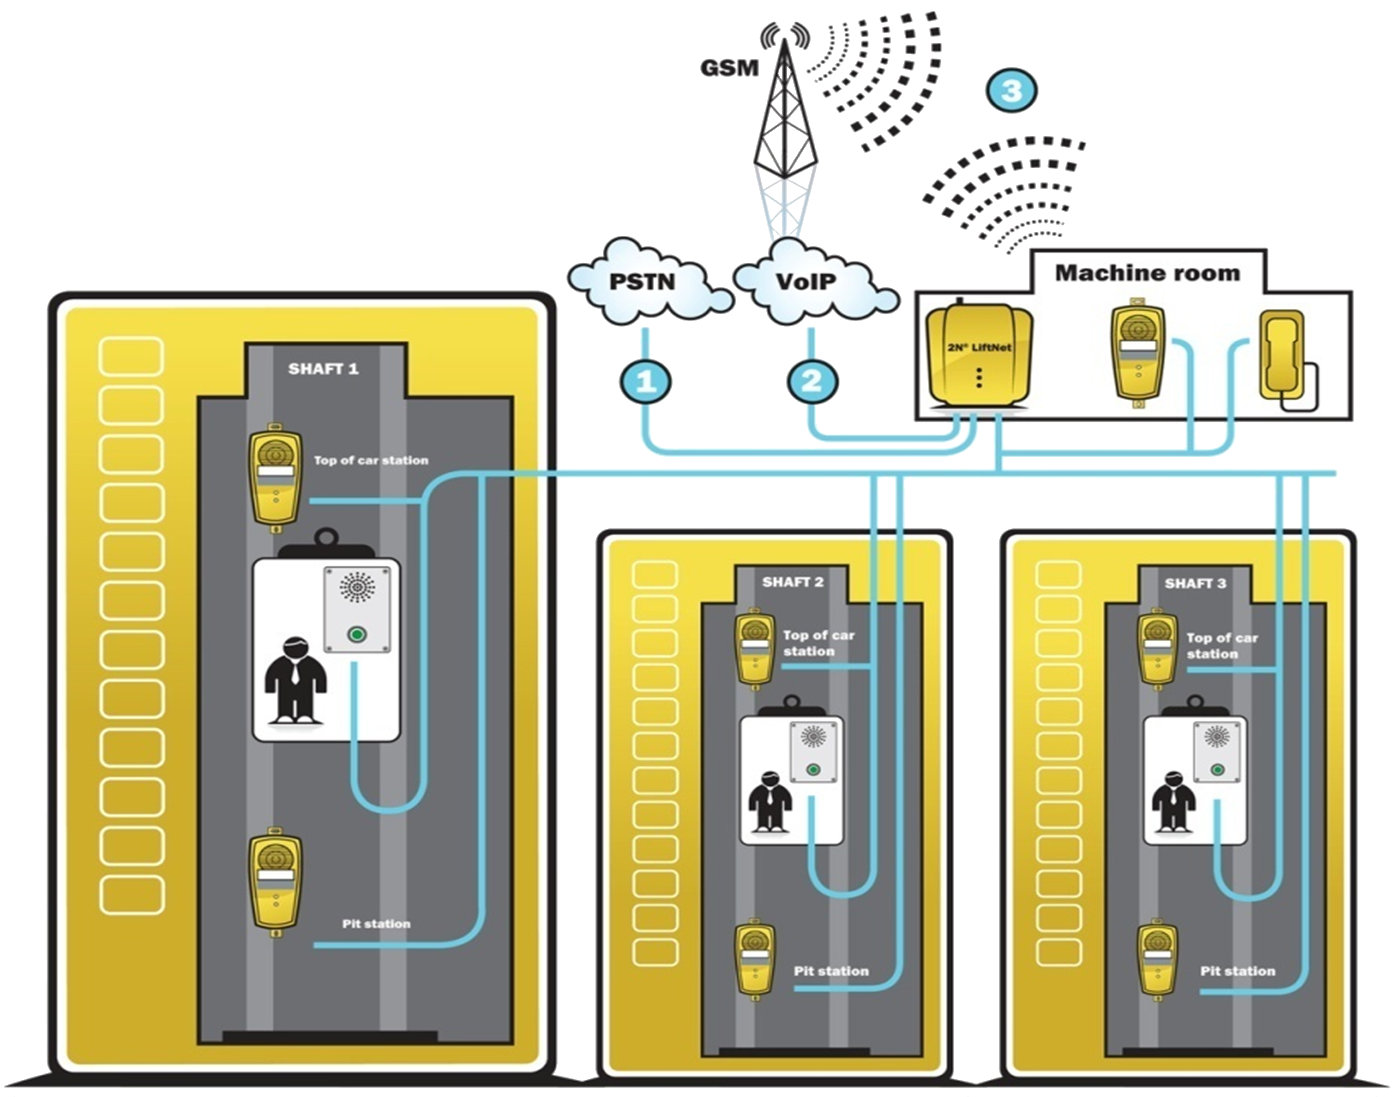 GSM
3
PSTN
VoIP
Machine room
2N® LiftNet
1
2
SHAFT 1
Top of car station
Pit station
SHAFT 2
Top of car
station
Pit station
SHAFT 3
Top of car
station
Pit station